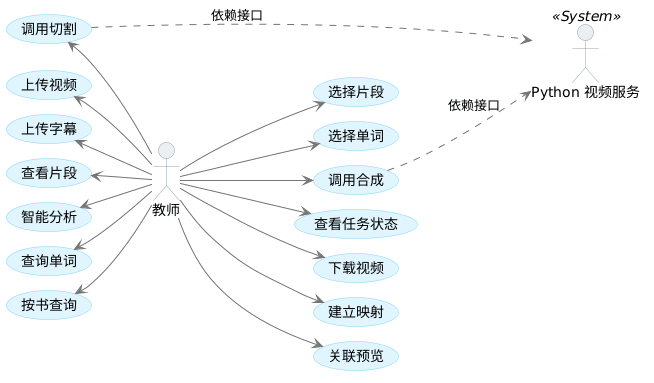 «System»
调用切割
依赖接口
Python 视频服务
上传视频
上传字幕
查看片段
智能分析
查询单词
按书查询
教师
选择片段
选择单词
调用合成
依赖接口
查看任务状态
下载视频
建立映射
关联预览